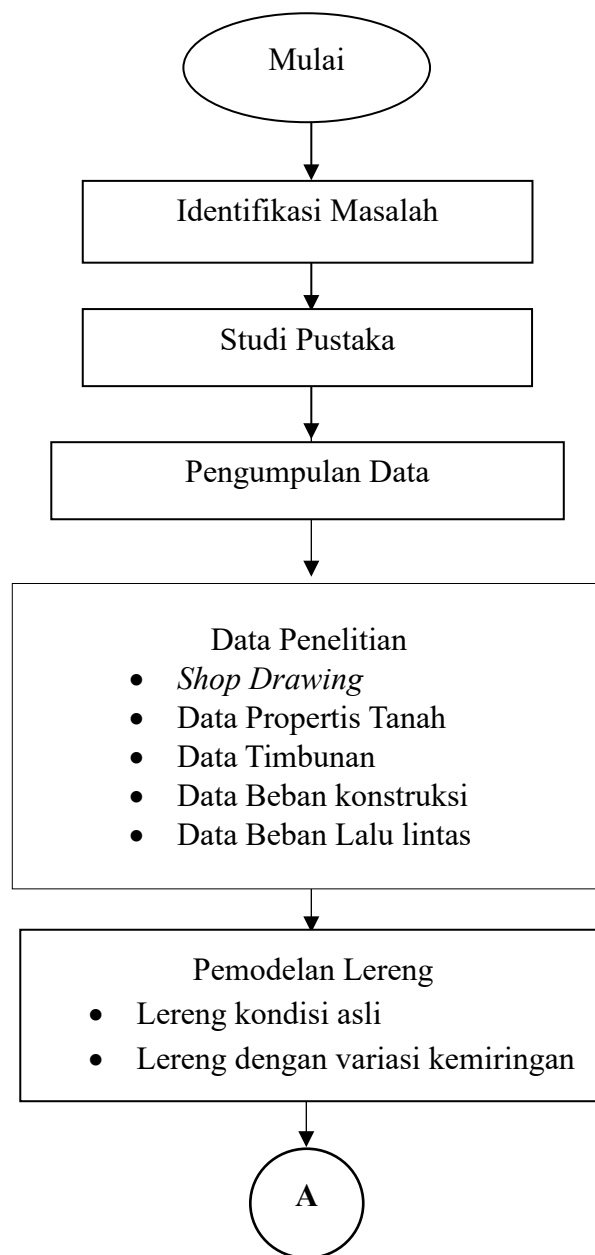 Mulai
Identifikasi Masalah
Studi Pustaka
Pengumpulan Data
Data Penelitian
• Shop Drawing
• Data Propertis Tanah
• Data Timbunan
• Data Beban konstruksi
• Data Beban Lalu lintas
Pemodelan Lereng
• Lereng kondisi asli
• Lereng dengan variasi kemiringan
A